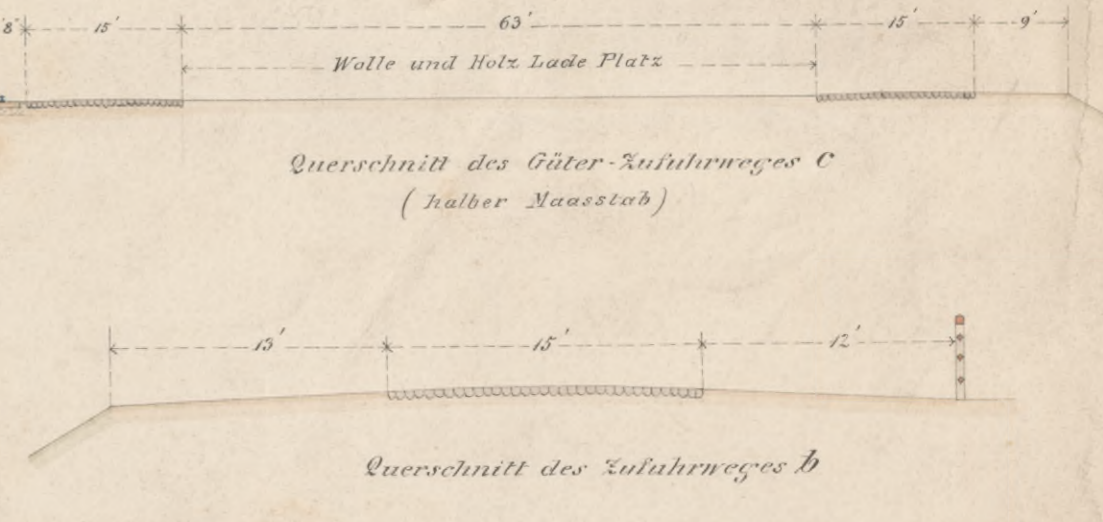 8" 15' 63' 15' 9'
Wolle und Holz Lade Platz
Querschnitt des Güter-Zufuhrweges c
(halber Maasstab)
13' 15' 12'
Querschnitt des Zufuhrweges b